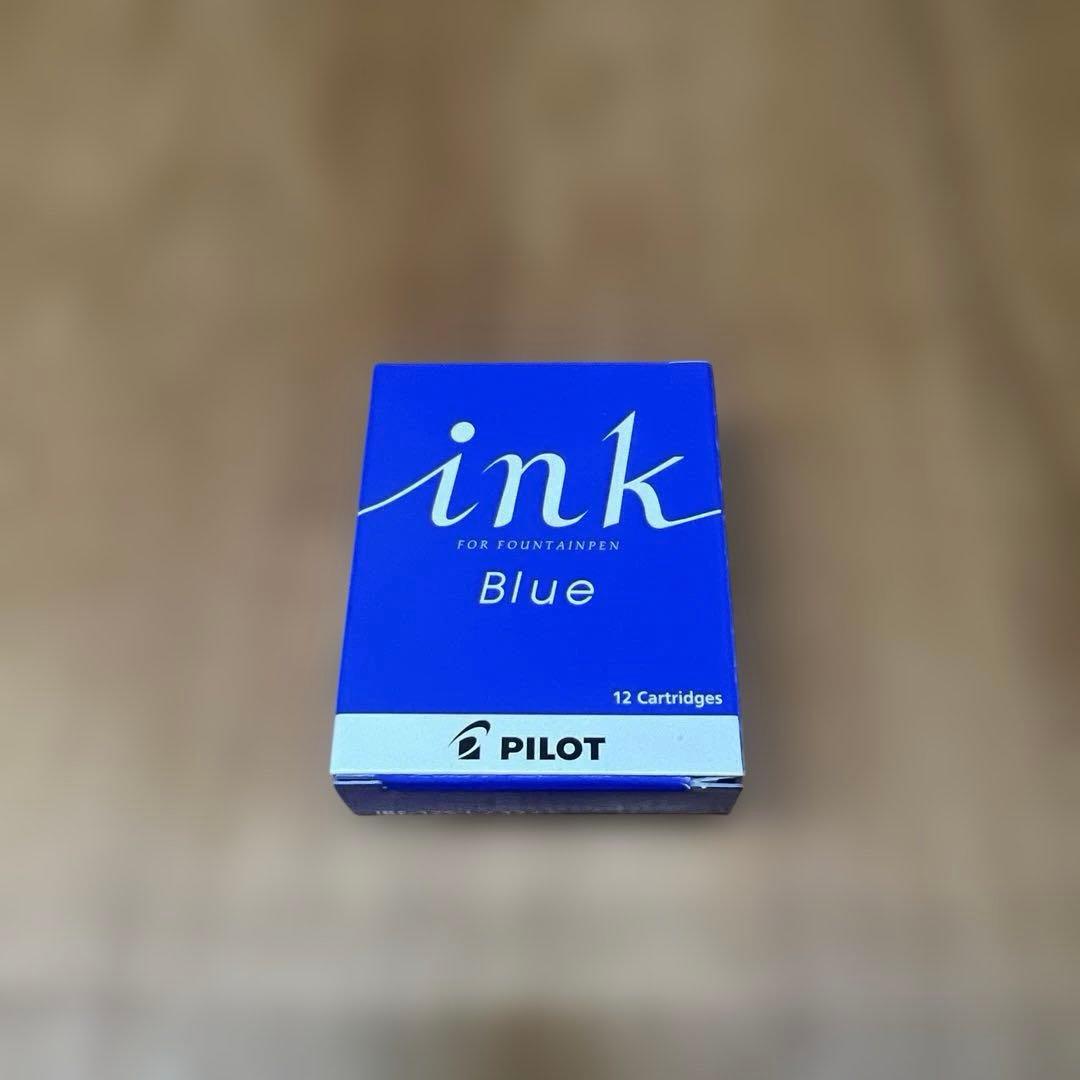 ink
FOR FOUNTAINPEN
Blue
12 Cartridges
PILOT